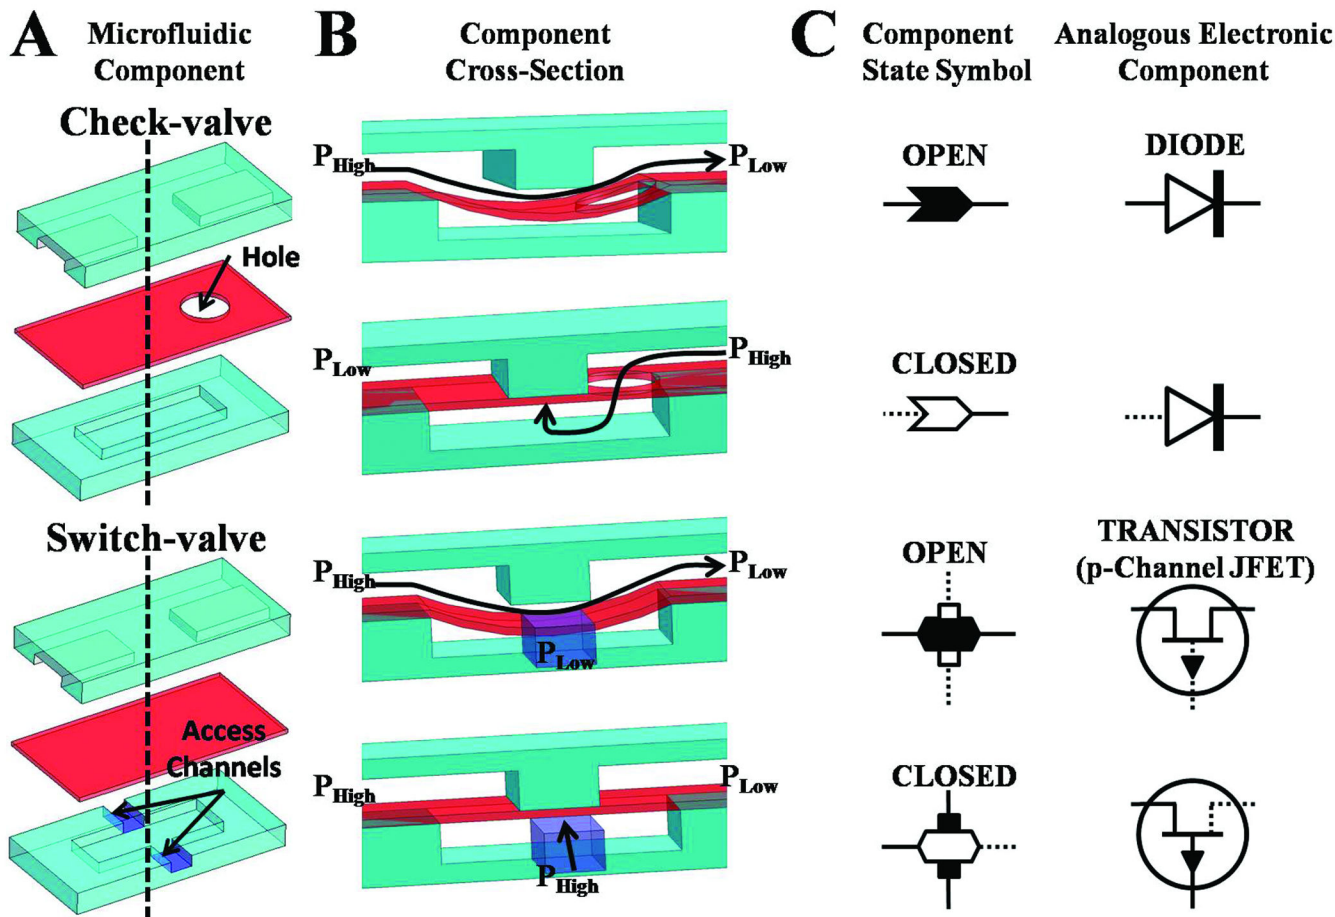 A
Microfluidic
Component
Check-valve
Hole
Switch-valve
Access
Channels
B
Component
Cross-Section
PHigh
PLow
PLow
PHigh
PHigh
PLow
PLow
PHigh
PLow
PHigh
C
Component
State Symbol
Analogous Electronic
Component
OPEN
DIODE
CLOSED
OPEN
TRANSISTOR
(p-Channel JFET)
CLOSED